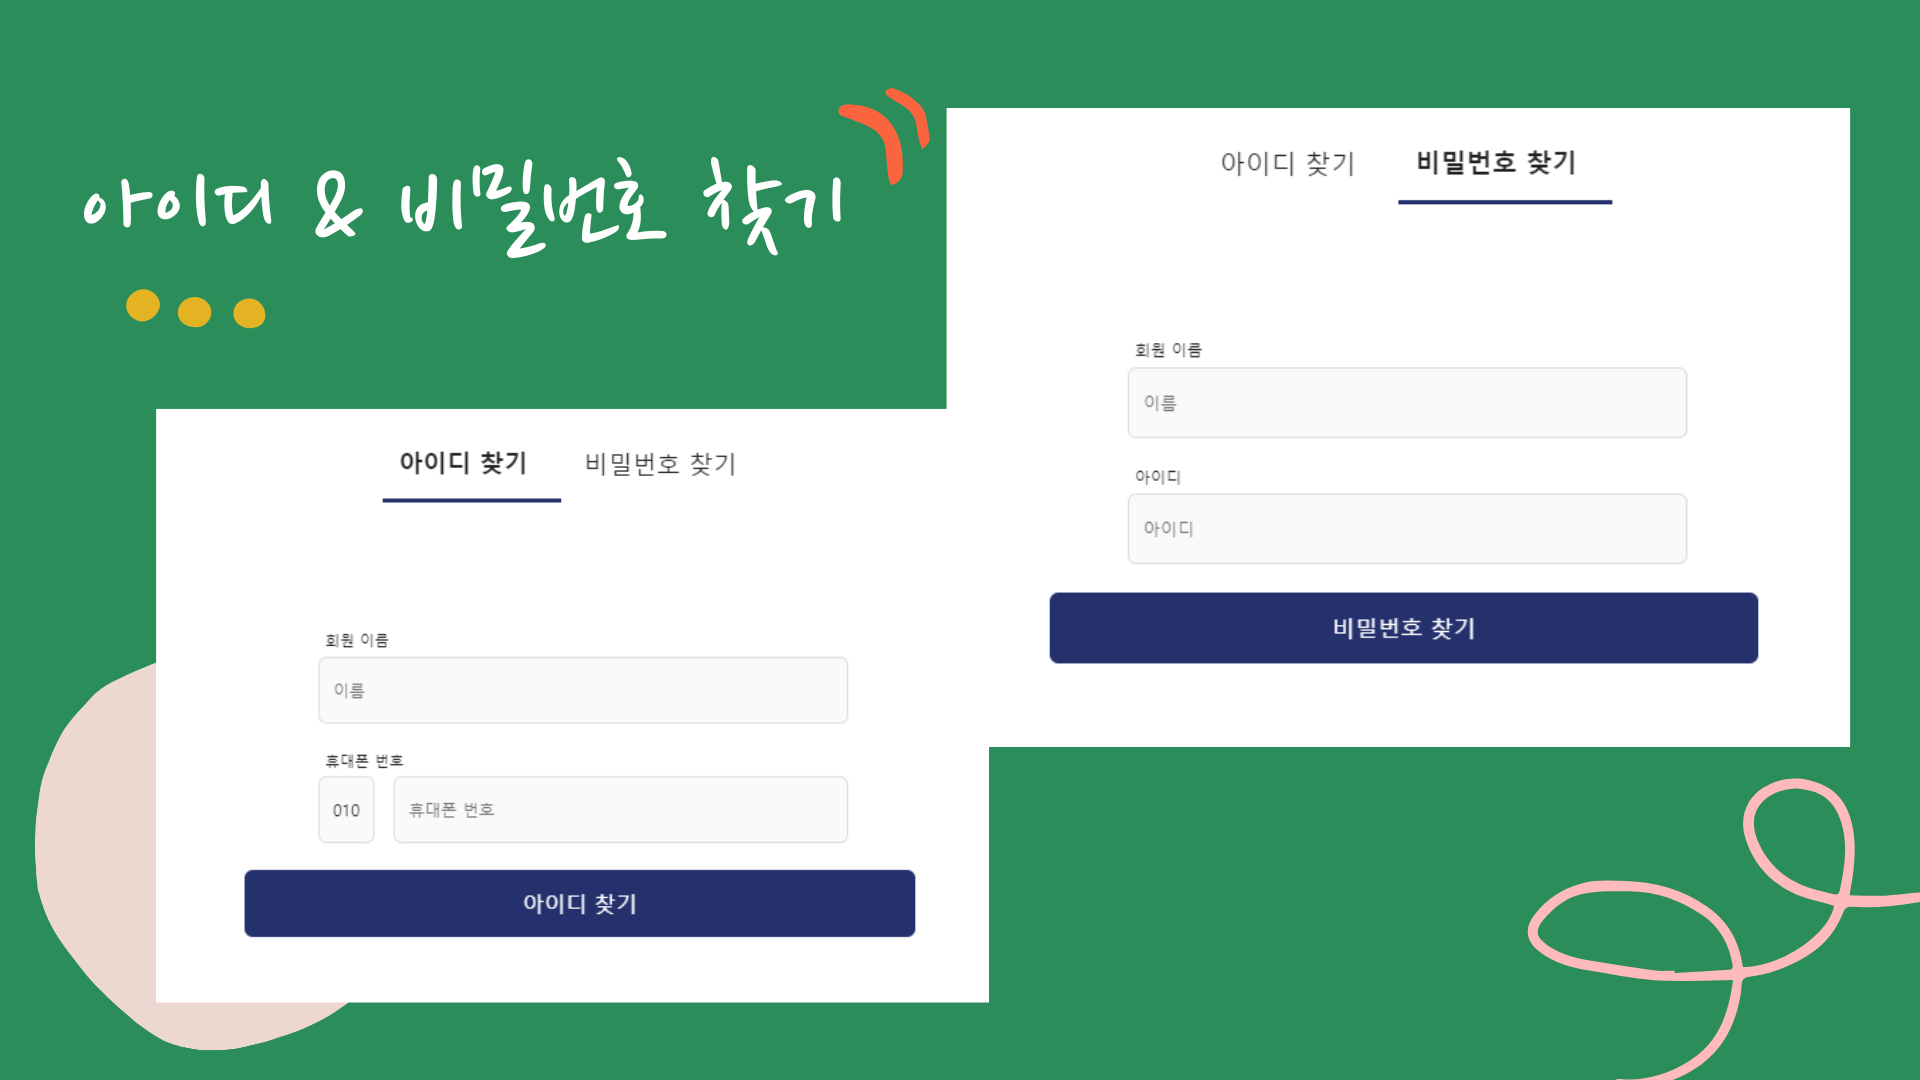 아이디 & 비밀번호 찾기
아이디 찾기 비밀번호 찾기
회원 이름
이름
휴대폰 번호
010 휴대폰 번호
아이디 찾기
아이디 찾기 비밀번호 찾기
회원 이름
이름
아이디
아이디
비밀번호 찾기